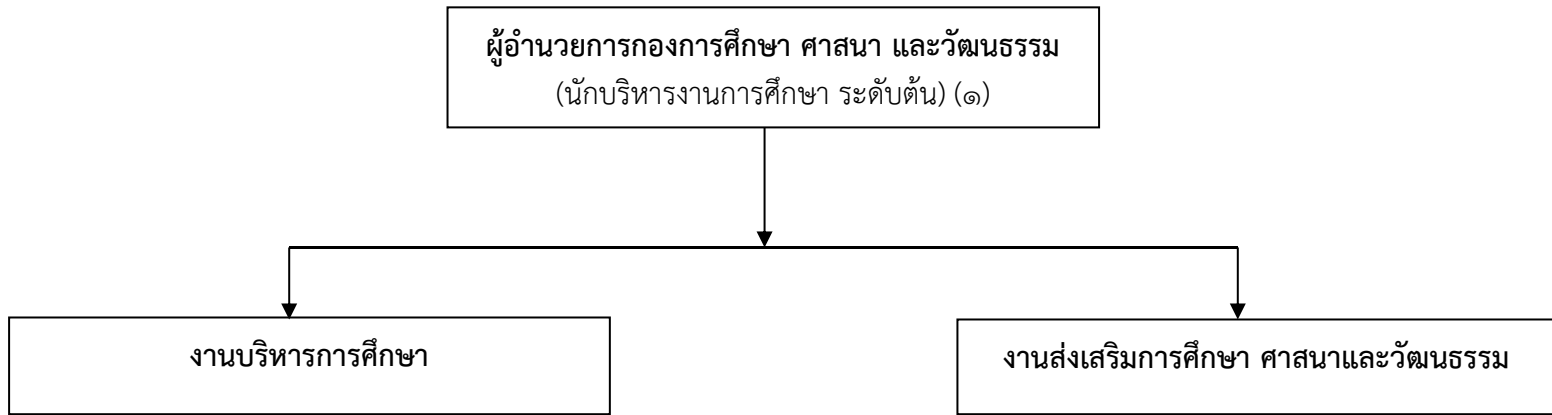 ผู้อำนวยการกองการศึกษา ศาสนา และวัฒนธรรม
(นักบริหารงานการศึกษา ระดับต้น) (๑)
งานบริหารการศึกษา
งานส่งเสริมการศึกษา ศาสนาและวัฒนธรรม